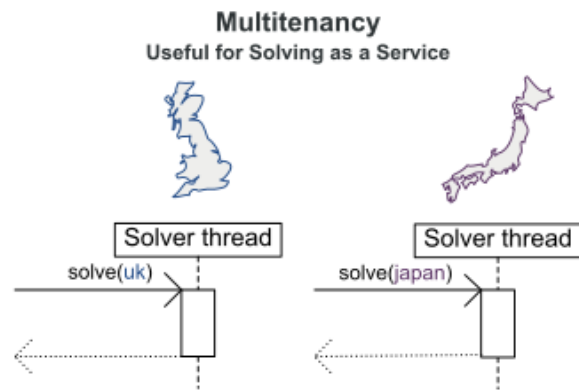 Multitenancy
Useful for Solving as a Service
Solver thread
solve(uk)
Solver thread
solve(japan)